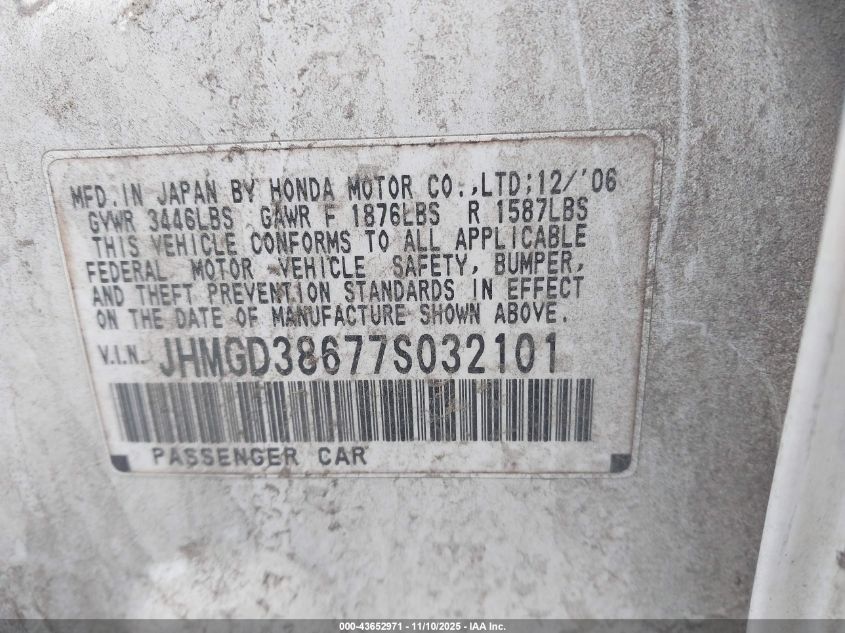 MFD. IN JAPAN BY HONDA MOTOR CO.,LTD;12/'06
GVWR 3446LBS GAWR F 1876LBS R 1587LBS
THIS VEHICLE CONFORMS TO ALL APPLICABLE
FEDERAL MOTOR VEHICLE SAFETY, BUMPER,
AND THEFT PREVENTION STANDARDS IN EFFECT
ON THE DATE OF MANUFACTURE SHOWN ABOVE.
V.I.N. JHMGD38677S032101
PASSENGER CAR
000-43652971 - 11/10/2025 - IAA Inc.